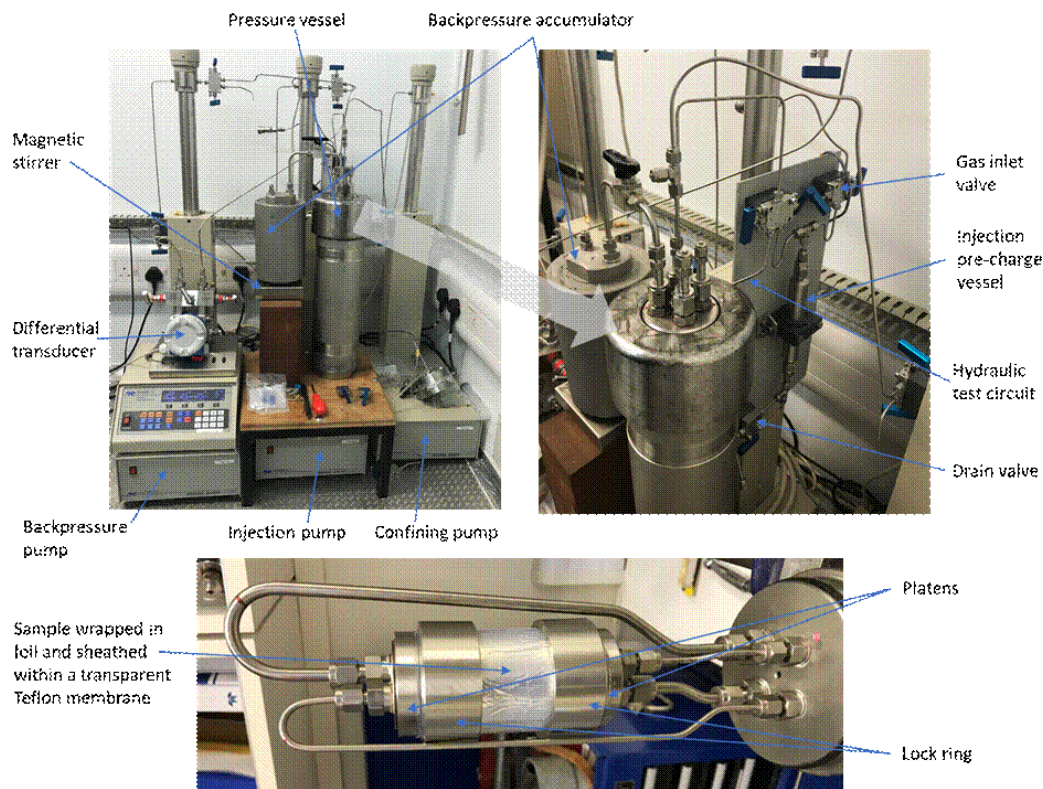 Pressure vessel
Backpressure accumulator
Magnetic
stirrer
Differential
transducer
Backpressure
pump
Injection pump
Confining pump
Gas inlet
valve
Injection
pre-charge
vessel
Hydraulic
test circuit
Drain valve
Sample wrapped in
foil and sheathed
within a transparent
Teflon membrane
Platens
Lock ring